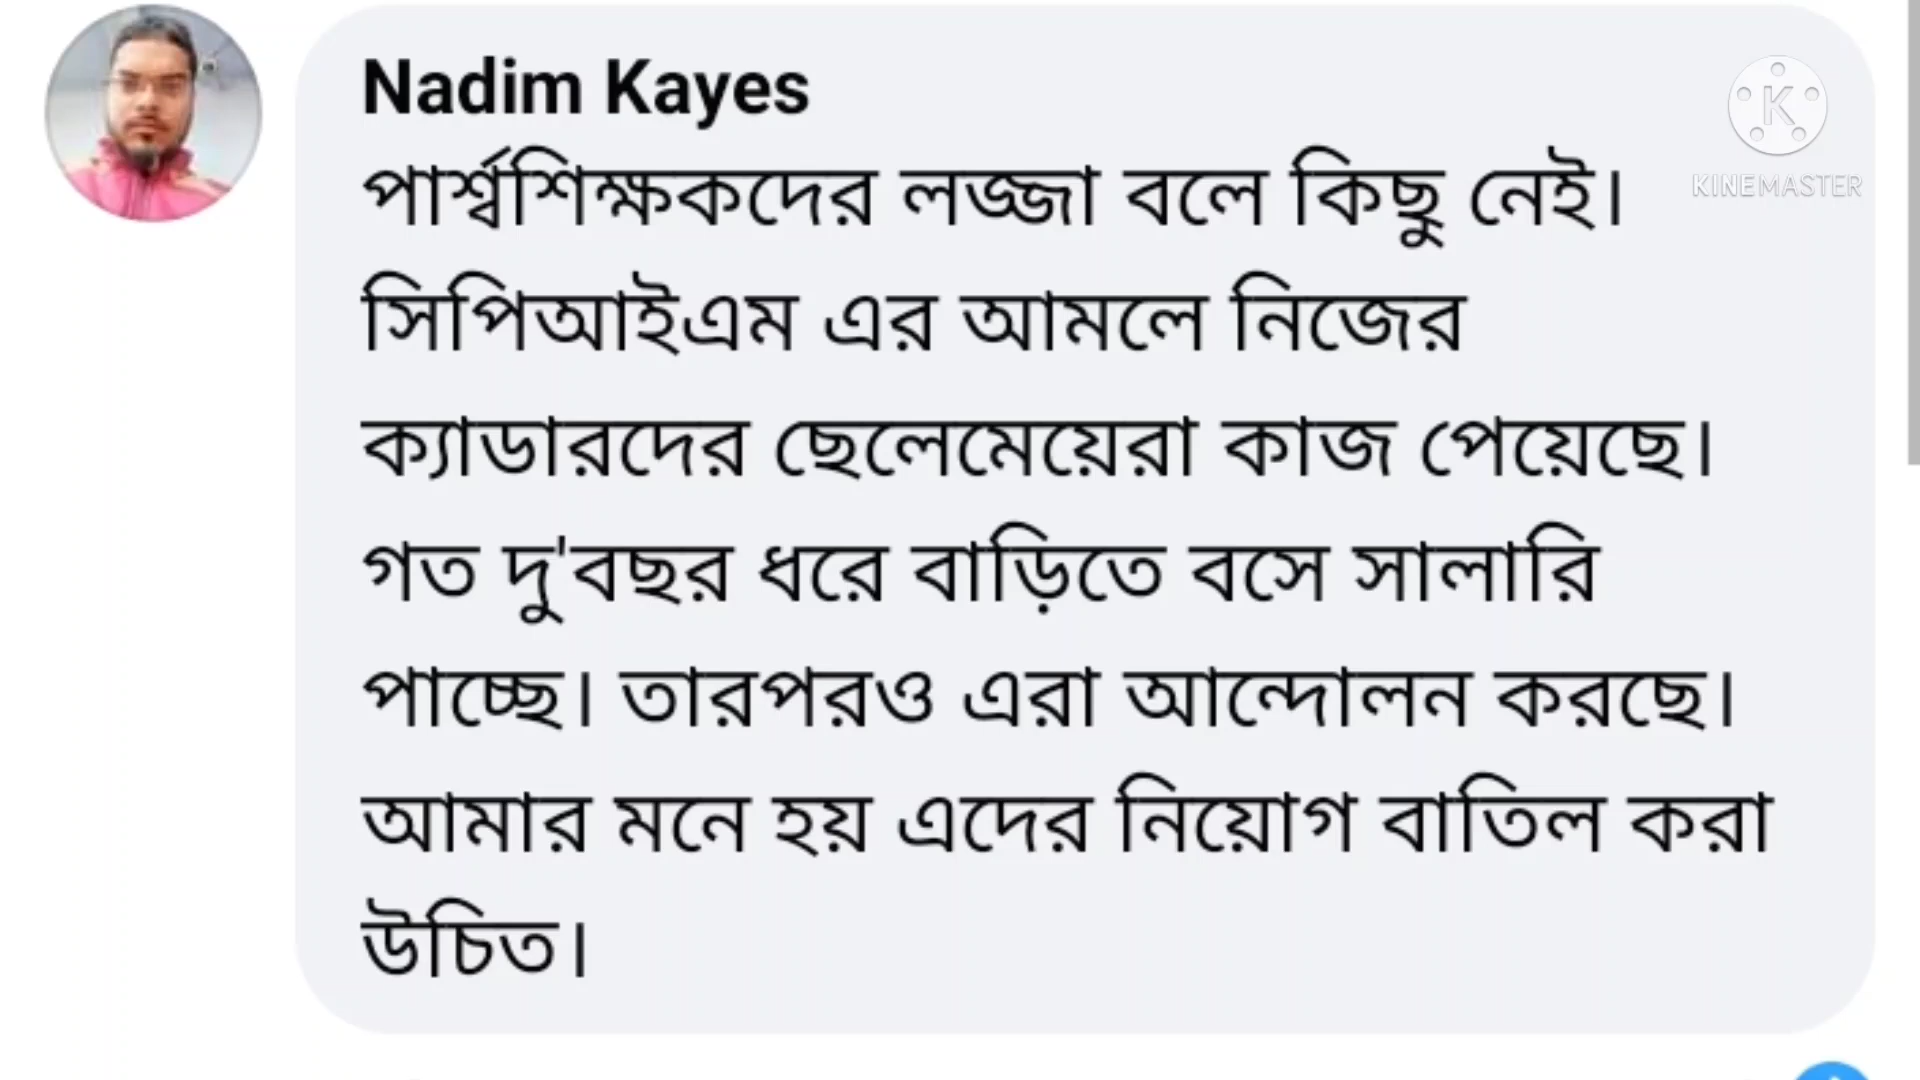 Nadim Kayes
পার্শ্বশিক্ষকদের লজ্জা বলে কিছু নেই।
সিপিআইএম এর আমলে নিজের
ক্যাডারদের ছেলেমেয়েরা কাজ পেয়েছে।
গত দু'বছর ধরে বাড়িতে বসে সালারি
পাচ্ছে। তারপরও এরা আন্দোলন করছে।
আমার মনে হয় এদের নিয়োগ বাতিল করা
উচিত।
K
KINEMASTER